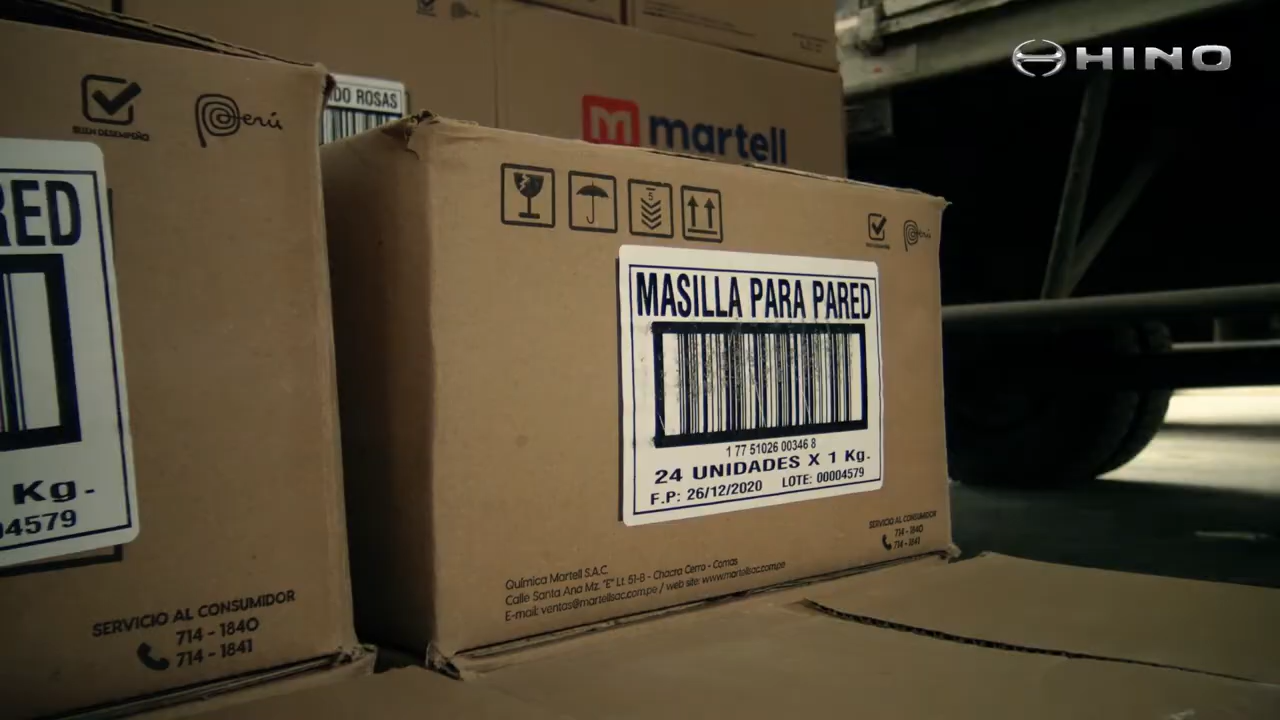 HINO
BUEN DESEMPEÑO
Perú
DO ROSAS
martell
RED
Kg.
04579
SERVICIO AL CONSUMIDOR
714 - 1840
714 - 1841
5
Perú
MASILLA PARA PARED
1 77 51026 00346 8
24 UNIDADES X 1 Kg.
F.P: 26/12/2020 LOTE: 00004579
SERVICIO AL CONSUMIDOR
714 - 1840
714 - 1841
Química Martell S.A.C.
Calle Santa Ana Mz. "E" Lt 51-B - Chacra Cerro - Comas
E-mail: ventas@martellsac.com.pe / web site: www.martellsac.com.pe